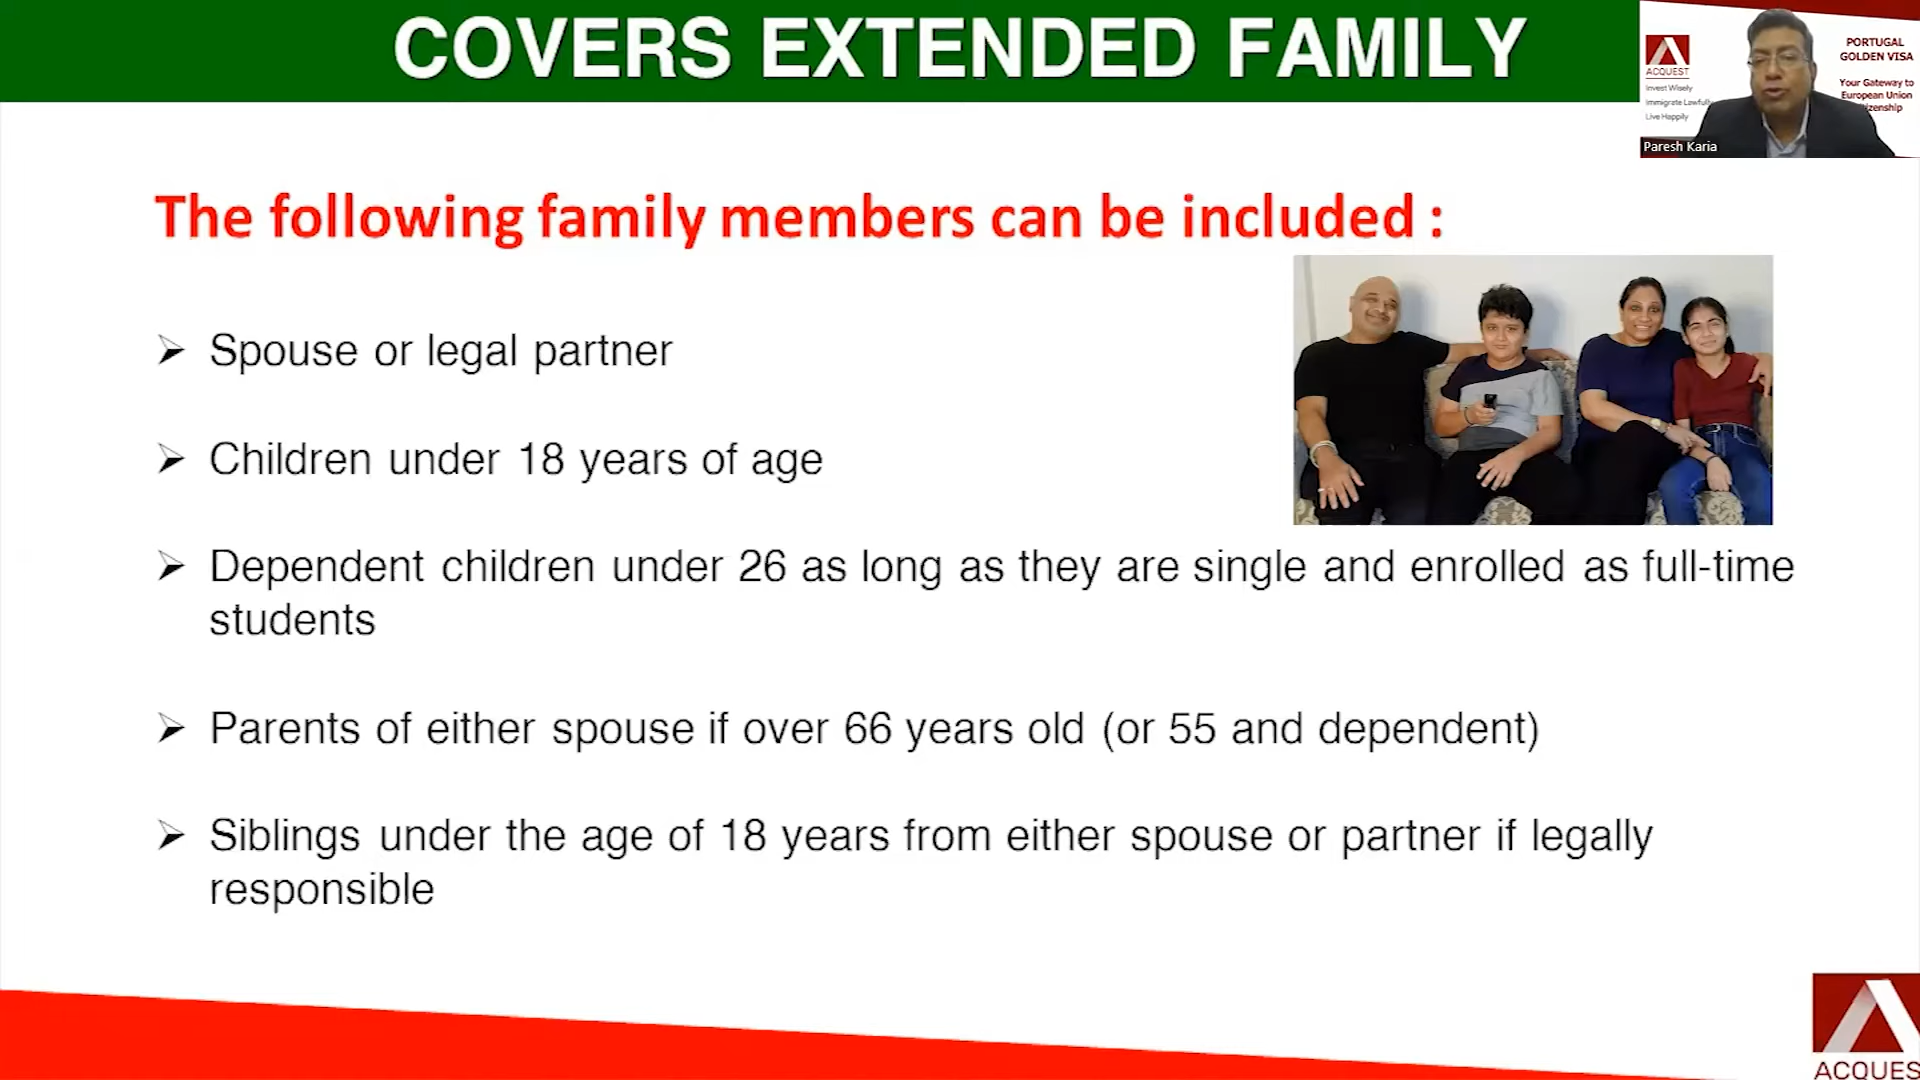 COVERS EXTENDED FAMILY
ACQUEST
Invest Wisely
Immigrate Lawfully
Live Happily
PORTUGAL
GOLDEN VISA
Your Gateway to
European Union
Paresh Karia
The following family members can be included :
➢ Spouse or legal partner
➢ Children under 18 years of age
➢ Dependent children under 26 as long as they are single and enrolled as full-time
students
➢ Parents of either spouse if over 66 years old (or 55 and dependent)
➢ Siblings under the age of 18 years from either spouse or partner if legally
responsible
ACQUES